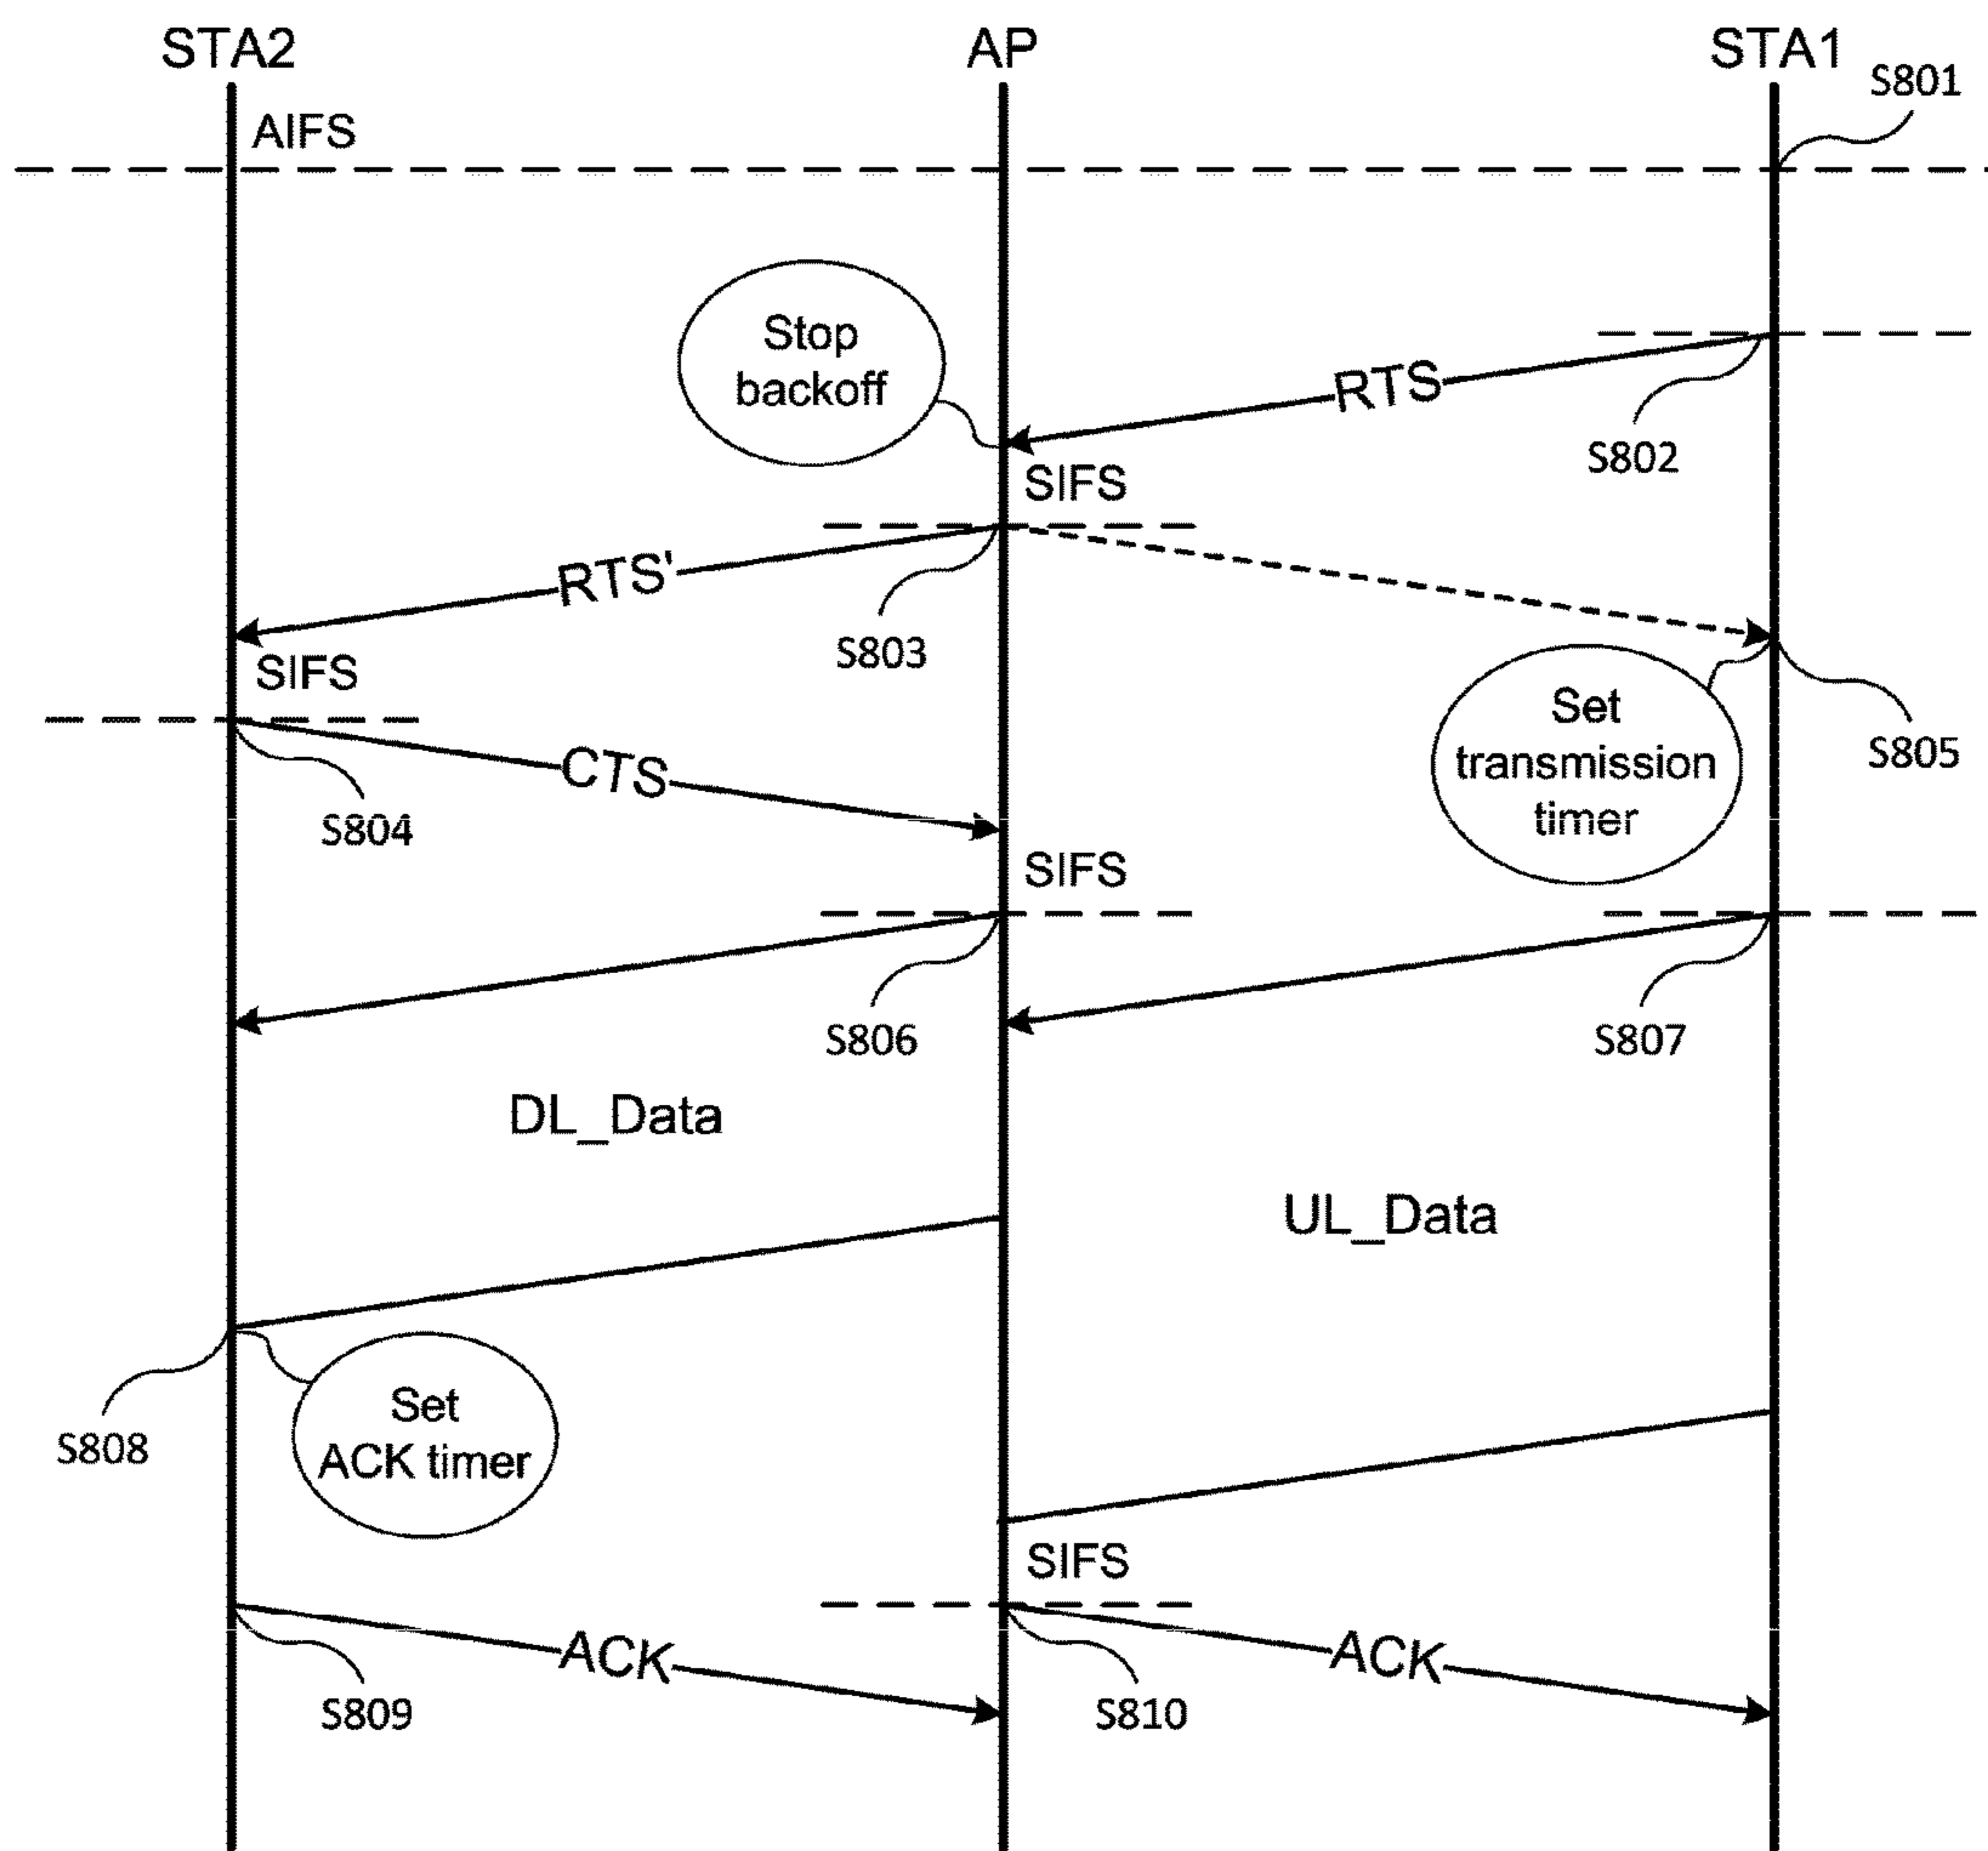 STA2
AP
STA1
S801
AIFS
Stop
backoff
RTS
S802
SIFS
RTS'
S803
SIFS
Set
transmission
timer
S805
CTS
S804
SIFS
S806
S807
DL_Data
UL_Data
S808
Set
ACK timer
SIFS
ACK
ACK
S809
S810